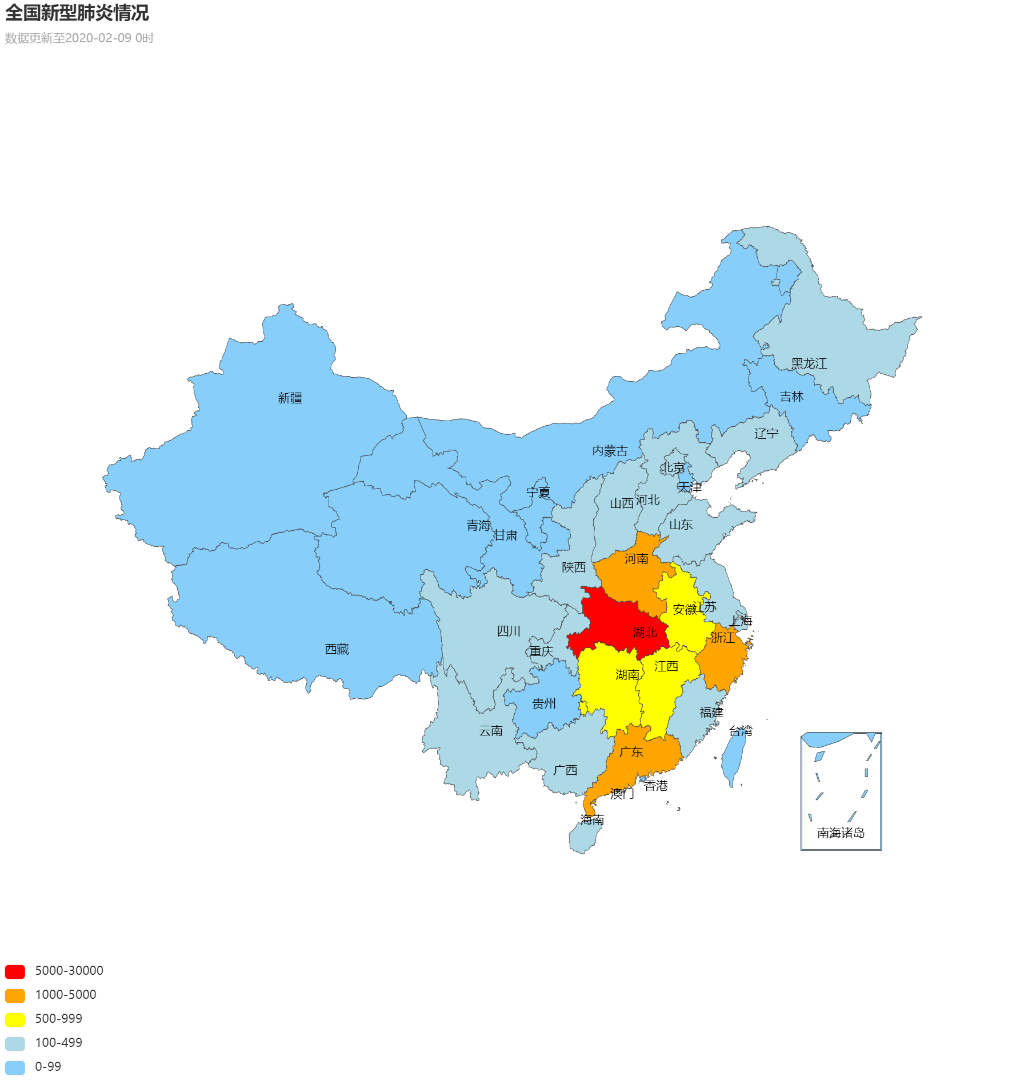 全国新型肺炎情况
数据更新至2020-02-09 0时
黑龙江
吉林
新疆
辽宁
内蒙古
北京
天津
宁夏
山西
河北
青海
甘肃
山东
河南
陕西
安徽
江苏
上海
四川
湖北
浙江
西藏
重庆
江西
湖南
贵州
福建
云南
台湾
广东
广西
香港
澳门
海南
南海诸岛
5000-30000
1000-5000
500-999
100-499
0-99